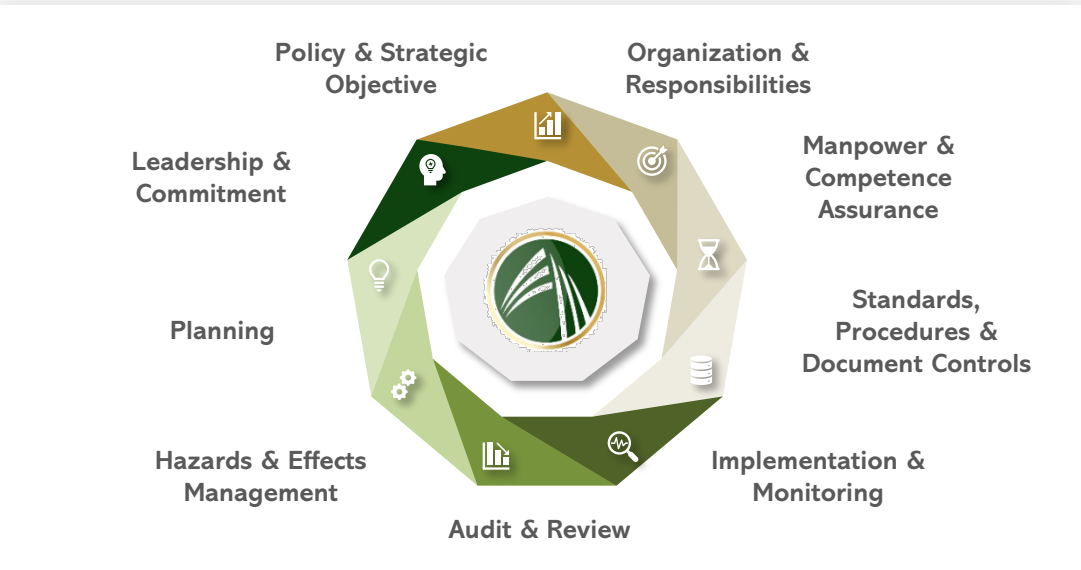 Policy & Strategic
Objective
Organization &
Responsibilities
Leadership &
Commitment
Manpower &
Competence
Assurance
Planning
Standards,
Procedures &
Document Controls
Hazards & Effects
Management
Implementation &
Monitoring
Audit & Review